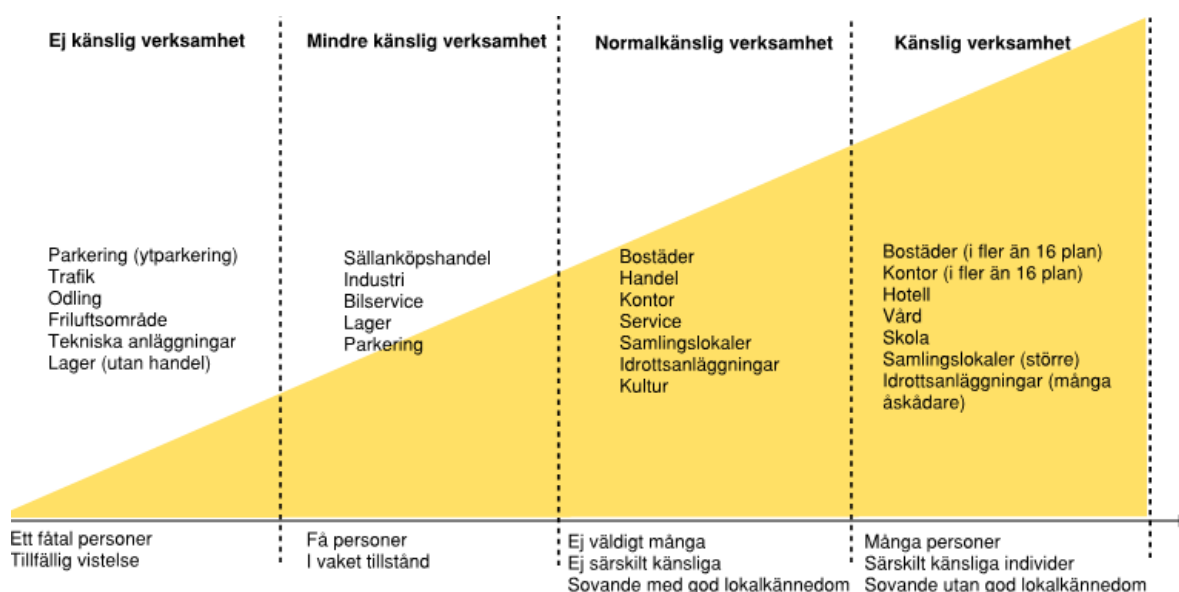 Ej känslig verksamhet
Mindre känslig verksamhet
Normalkänslig verksamhet
Känslig verksamhet
Parkering (ytparkering)
Trafik
Odling
Friluftsområde
Tekniska anläggningar
Lager (utan handel)
Sällanköpshandel
Industri
Bilservice
Lager
Parkering
Bostäder
Handel
Kontor
Service
Samlingslokaler
Idrottsanläggningar
Kultur
Bostäder (i fler än 16 plan)
Kontor (i fler än 16 plan)
Hotell
Vård
Skola
Samlingslokaler (större)
Idrottsanläggningar (många
åskådare)
Ett fåtal personer
Tillfällig vistelse
Få personer
I vaket tillstånd
Ej väldigt många
Ej särskilt känsliga
Sovande med god lokalkännedom
Många personer
Särskilt känsliga individer
Sovande utan god lokalkännedom